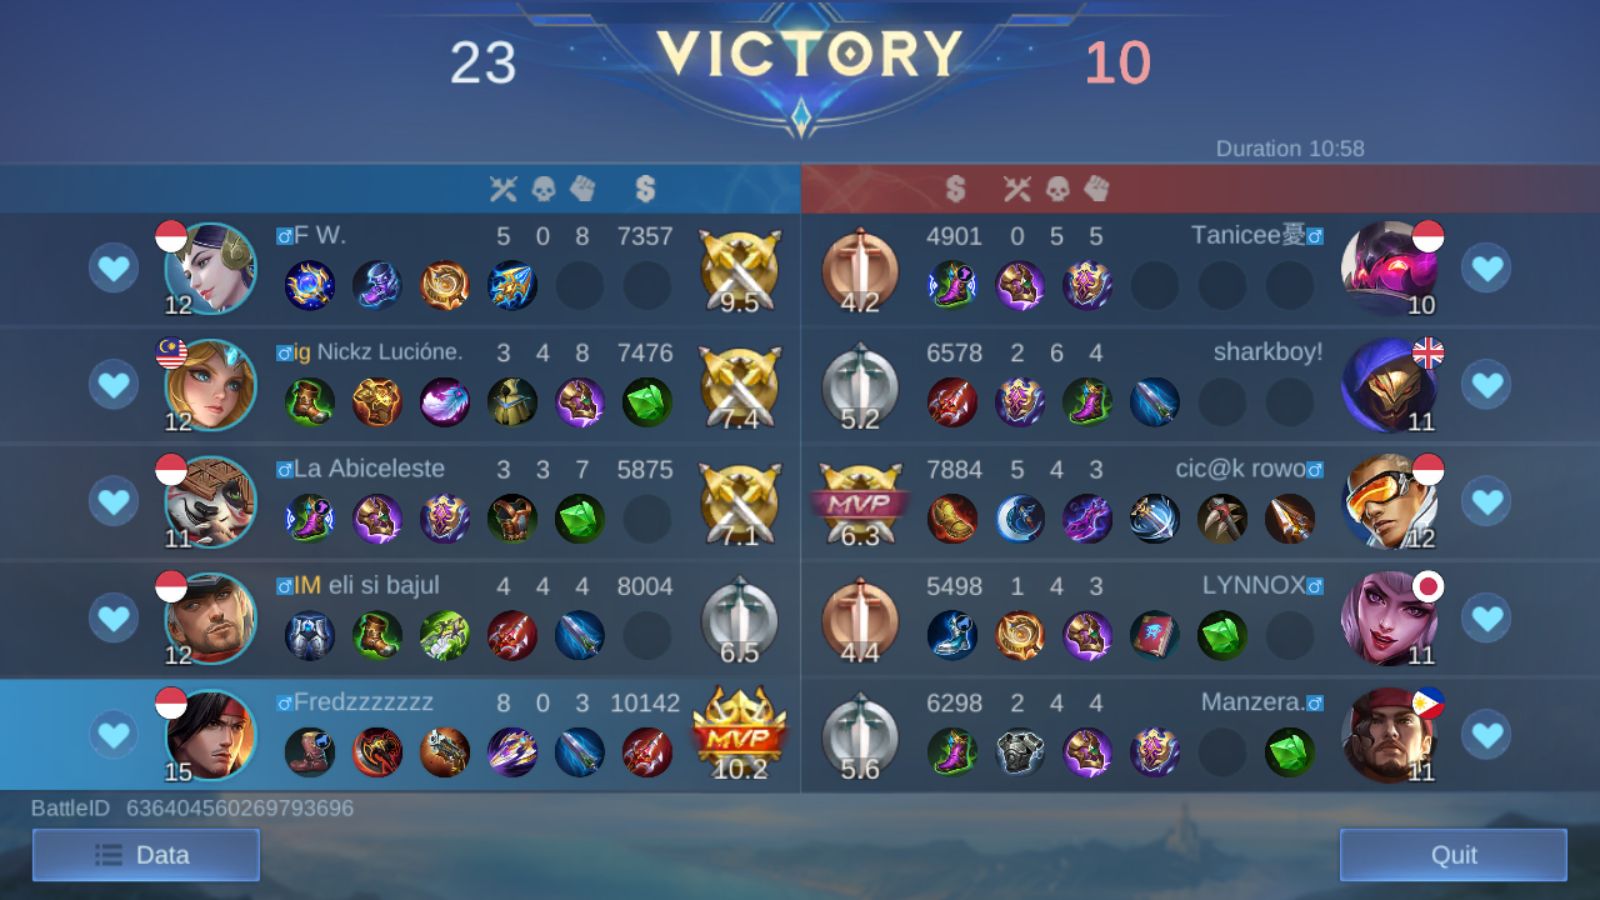 23 VICTORY 10
Duration 10:58
F W. 5 0 8 7357
12 9.5
4901 0 5 5 Tanicee憂
4.2 10
ig Nickz Lucióne. 3 4 8 7476
12 7.4
6578 2 6 4 sharkboy!
5.2 11
La Abiceleste 3 3 7 5875
11 7.1
7884 5 4 3 cic@k rowo
MVP
6.3 12
IM eli si bajul 4 4 4 8004
12 6.5
5498 1 4 3 LYNNOX
4.4 11
Fredzzzzzzz 8 0 3 10142
MVP
15 10.2
6298 2 4 4 Manzera.
5.6 11
BattleID 636404560269793696
Data
Quit